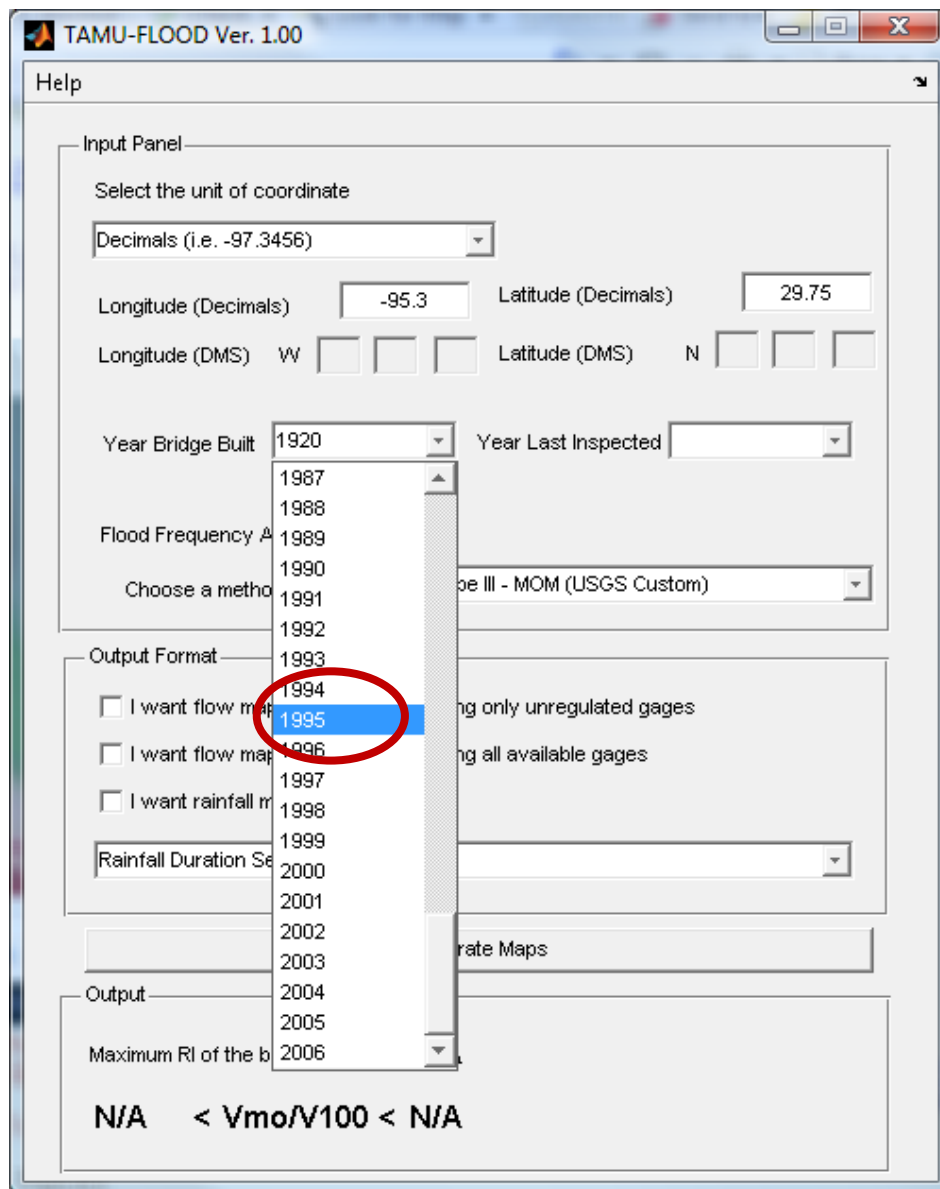 TAMU-FLOOD Ver. 1.00
Help
Input Panel
Select the unit of coordinate
Decimals (i.e. -97.3456)
Longitude (Decimals) -95.3 Latitude (Decimals) 29.75
Longitude (DMS) W Latitude (DMS) N
Year Bridge Built 1920 Year Last Inspected
1987
1988
Flood Frequency A
1989
1990
Choose a metho
pe III - MOM (USGS Custom)
1991
1992
Output Format
1993
1994
I want flow map
ng only unregulated gages
1995
I want flow map
1996
ng all available gages
1997
I want rainfall m
1998
1999
Rainfall Duration Se
2000
2001
2002
rate Maps
2003
Output
2004
2005
Maximum RI of the b
2006
N/A < Vmo/V100 < N/A